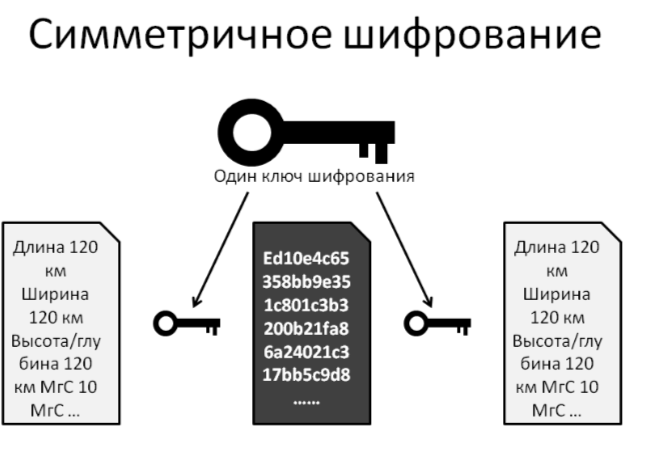 Симметричное шифрование
Один ключ шифрования
Длина 120
км
Ширина
120 км
Высота/глу
бина 120
км МгС 10
МгС ...
Ed10e4c65
358bb9e35
1c801c3b3
200b21fa8
6a24021c3
17bb5c9d8
......
Длина 120
км
Ширина
120 км
Высота/глу
бина 120
км МгС 10
МгС ...